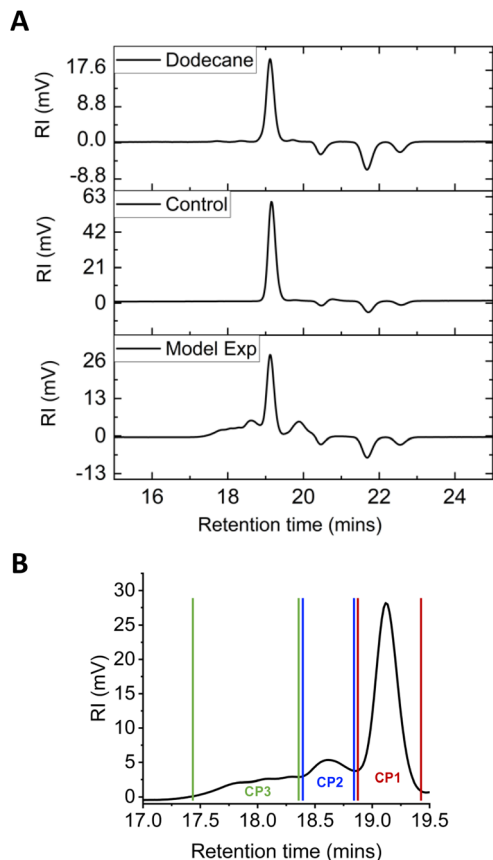 A
Dodecane
17.6
8.8
0.0
-8.8
RI (mV)
Control
63
42
21
0
RI (mV)
Model Exp
26
13
0
-13
RI (mV)
16 18 20 22 24
Retention time (mins)
B
30
25
20
15
10
5
0
RI (mV)
CP3 CP2 CP1
17.0 17.5 18.0 18.5 19.0 19.5
Retention time (mins)